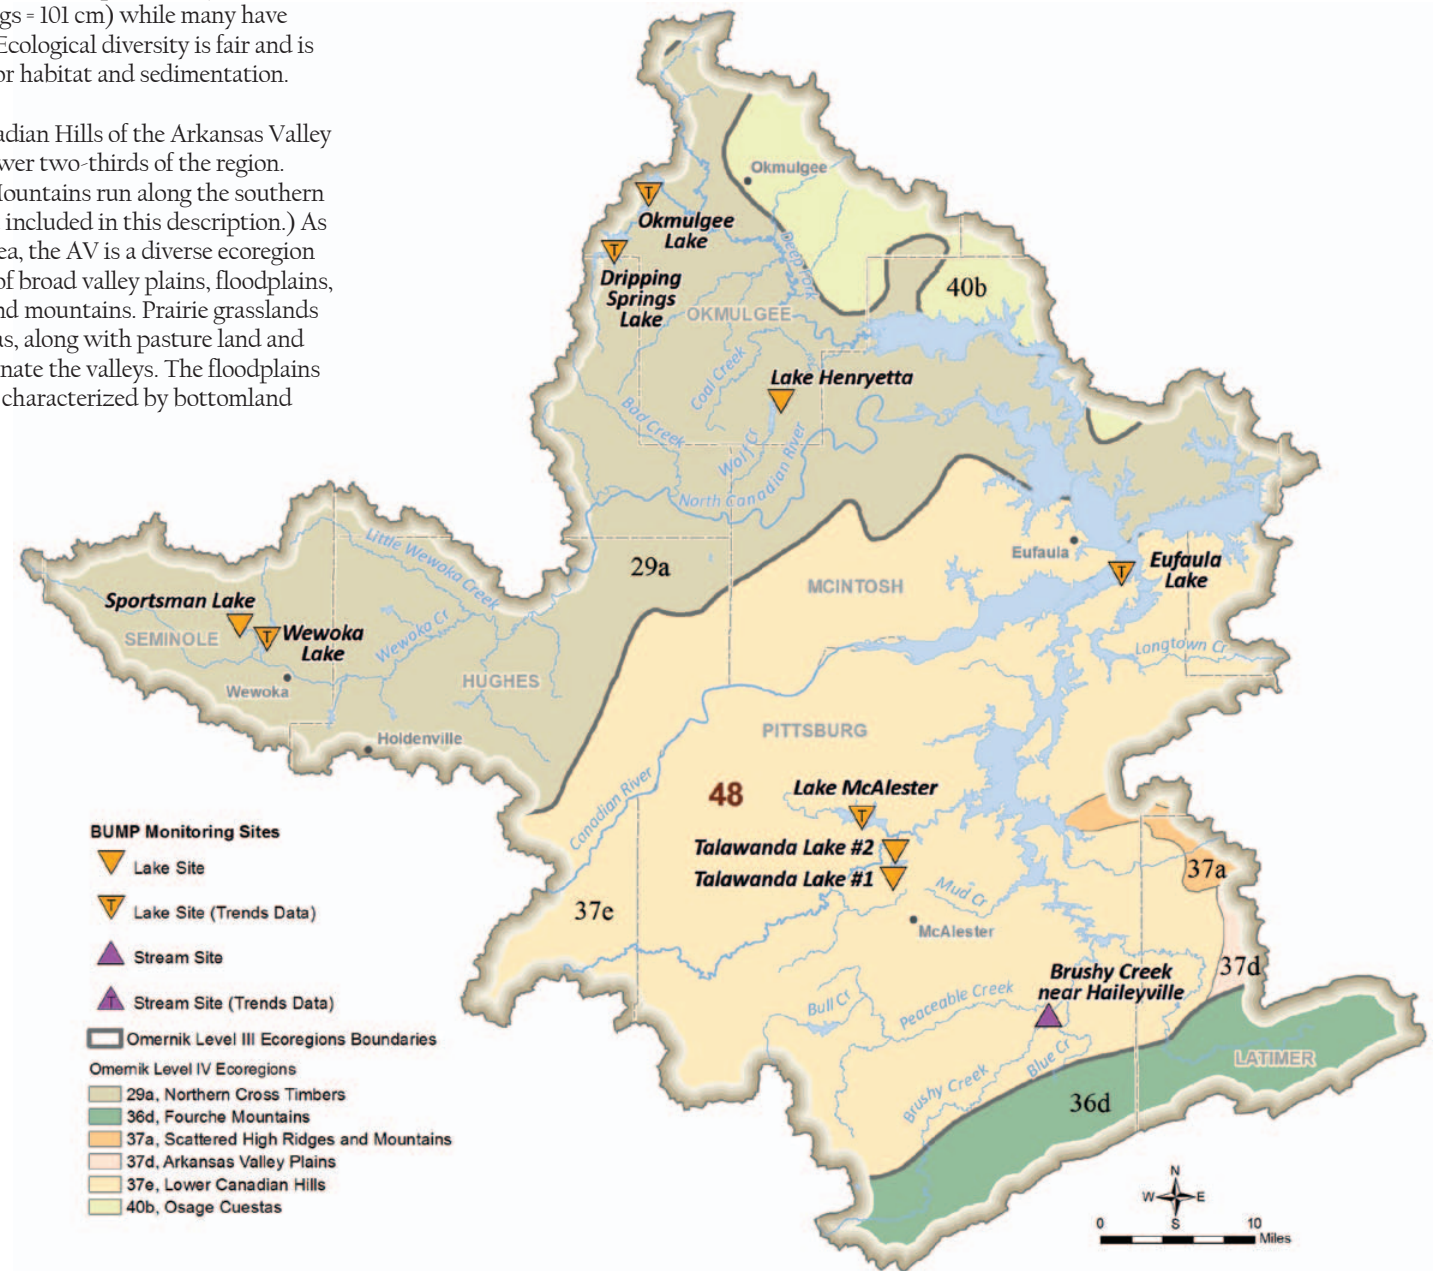 gs = 101 cm) while many have
Ecological diversity is fair and is
or habitat and sedimentation.
adian Hills of the Arkansas Valley
wer two-thirds of the region.
Mountains run along the southern
included in this description.) As
ea, the AV is a diverse ecoregion
of broad valley plains, floodplains,
nd mountains. Prairie grasslands
as, along with pasture land and
nate the valleys. The floodplains
characterized by bottomland
Okmulgee
Okmulgee
Lake
Deep Fork
Dripping
Springs
Lake
40b
OKMULGEE
Coal Creek
Lake Henryetta
Bad Creek
Wolf Cr
North Canadian River
Little Wewoka Creek
29a
Eufaula
Eufaula
Lake
MCINTOSH
Sportsman Lake
SEMINOLE
Wewoka
Lake
Wewoka Cr
Longtown Cr
HUGHES
Wewoka
Holdenville
PITTSBURG
Canadian River
48
Lake McAlester
Talawanda Lake #2
Talawanda Lake #1
37a
Mud Cr
37e
McAlester
37d
Brushy Creek
near Haileyville
Bull Cr
Peaceable Creek
Blue Cr
LATIMER
Brushy Creek
36d
BUMP Monitoring Sites
T
Lake Site
T
Lake Site (Trends Data)
Stream Site
T
Stream Site (Trends Data)
Omernik Level III Ecoregions Boundaries
Omernik Level IV Ecoregions
29a, Northern Cross Timbers
36d, Fourche Mountains
37a, Scattered High Ridges and Mountains
37d, Arkansas Valley Plains
37e, Lower Canadian Hills
40b, Osage Cuestas
N
W E
S
0 10
Miles